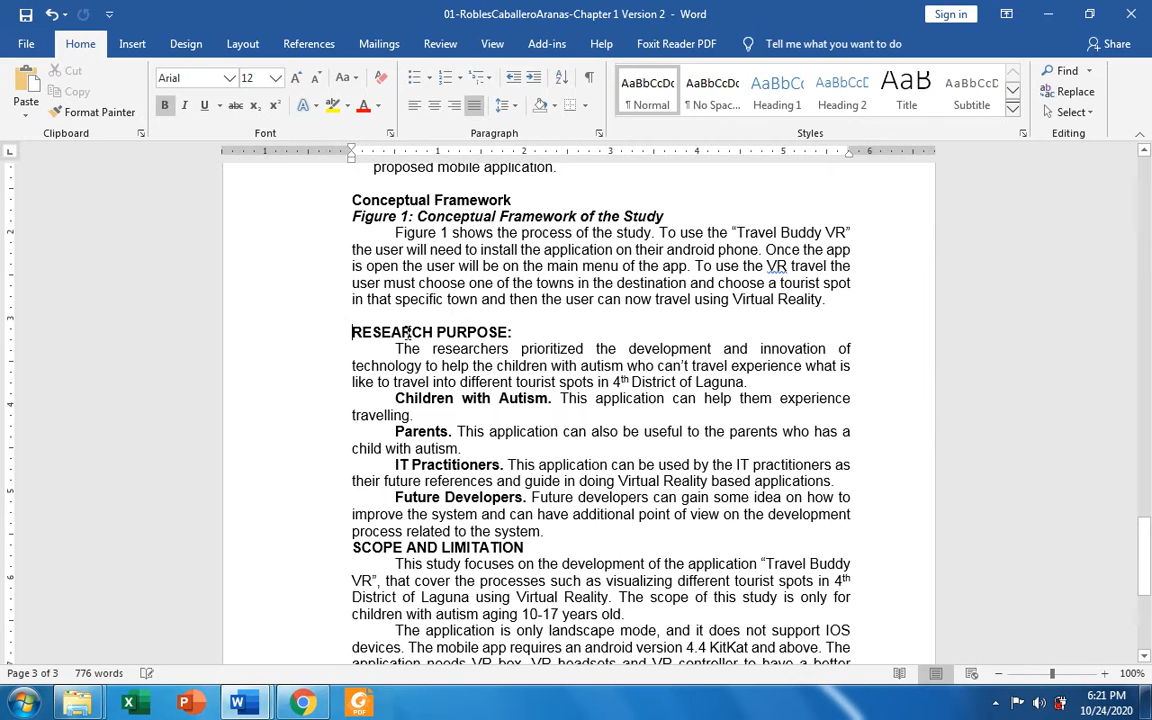 01-RoblesCaballeroAranas-Chapter 1 Version 2 - Word
Sign in
File Home Insert Design Layout References Mailings Review View Add-ins Help Foxit Reader PDF Tell me what you want to do Share
Paste
Cut
Copy
Format Painter
Clipboard
Arial 12
Font
Paragraph
AaBbCcDc AaBbCcDc AaBbCc AaBbCcD AaB AaBbCcD
¶ Normal ¶ No Spac... Heading 1 Heading 2 Title Subtitle
Styles
Find
Replace
Select
Editing
proposed mobile application.
Conceptual Framework
Figure 1: Conceptual Framework of the Study
Figure 1 shows the process of the study. To use the “Travel Buddy VR”
the user will need to install the application on their android phone. Once the app
is open the user will be on the main menu of the app. To use the VR travel the
user must choose one of the towns in the destination and choose a tourist spot
in that specific town and then the user can now travel using Virtual Reality.
RESEARCH PURPOSE:
The researchers prioritized the development and innovation of
technology to help the children with autism who can’t travel experience what is
like to travel into different tourist spots in 4th District of Laguna.
Children with Autism. This application can help them experience
travelling.
Parents. This application can also be useful to the parents who has a
child with autism.
IT Practitioners. This application can be used by the IT practitioners as
their future references and guide in doing Virtual Reality based applications.
Future Developers. Future developers can gain some idea on how to
improve the system and can have additional point of view on the development
process related to the system.
SCOPE AND LIMITATION
This study focuses on the development of the application “Travel Buddy
VR”, that cover the processes such as visualizing different tourist spots in 4th
District of Laguna using Virtual Reality. The scope of this study is only for
children with autism aging 10-17 years old.
The application is only landscape mode, and it does not support IOS
devices. The mobile app requires an android version 4.4 KitKat and above. The
application needs VR box, VR headsets and VR controller to have a better
Page 3 of 3 776 words 100%
6:21 PM
10/24/2020